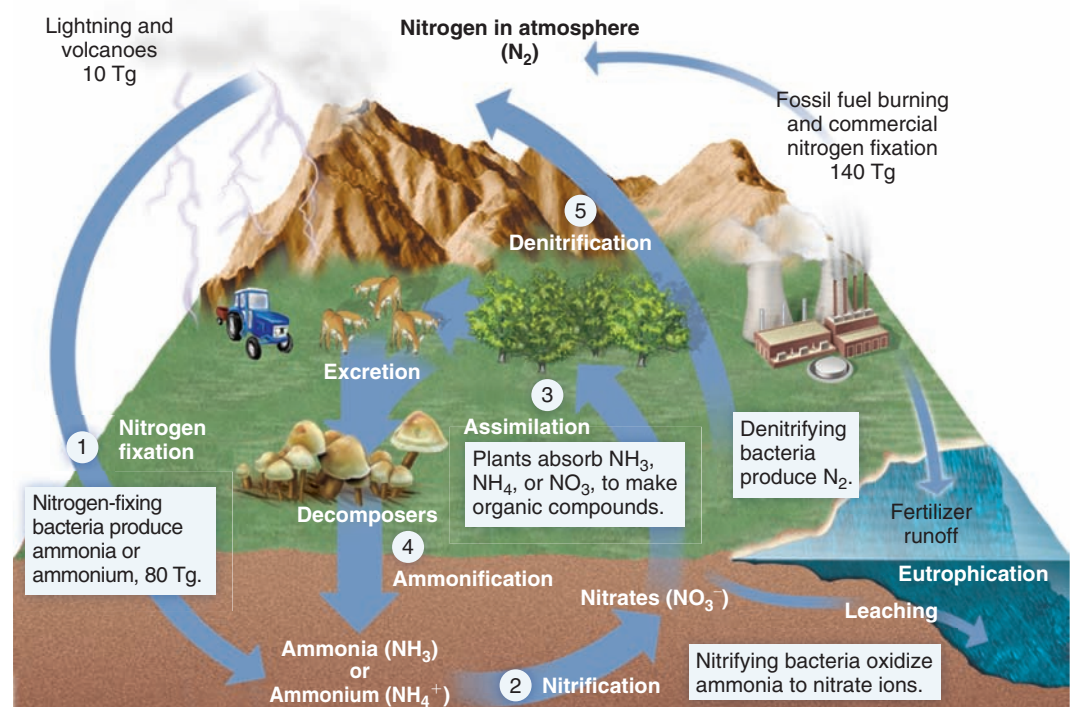 Lightning and
volcanoes
10 Tg
Nitrogen in atmosphere
(N₂)
Fossil fuel burning
and commercial
nitrogen fixation
140 Tg
5
Denitrification
Excretion
3
Assimilation
Plants absorb NH₃,
NH₄, or NO₃, to make
organic compounds.
Denitrifying
bacteria
produce N₂.
1
Nitrogen
fixation
Nitrogen-fixing
bacteria produce
ammonia or
ammonium, 80 Tg.
Decomposers
4
Ammonification
Fertilizer
runoff
Eutrophication
Nitrates (NO₃⁻)
Leaching
Ammonia (NH₃)
or
Ammonium (NH₄⁺)
2
Nitrification
Nitrifying bacteria oxidize
ammonia to nitrate ions.